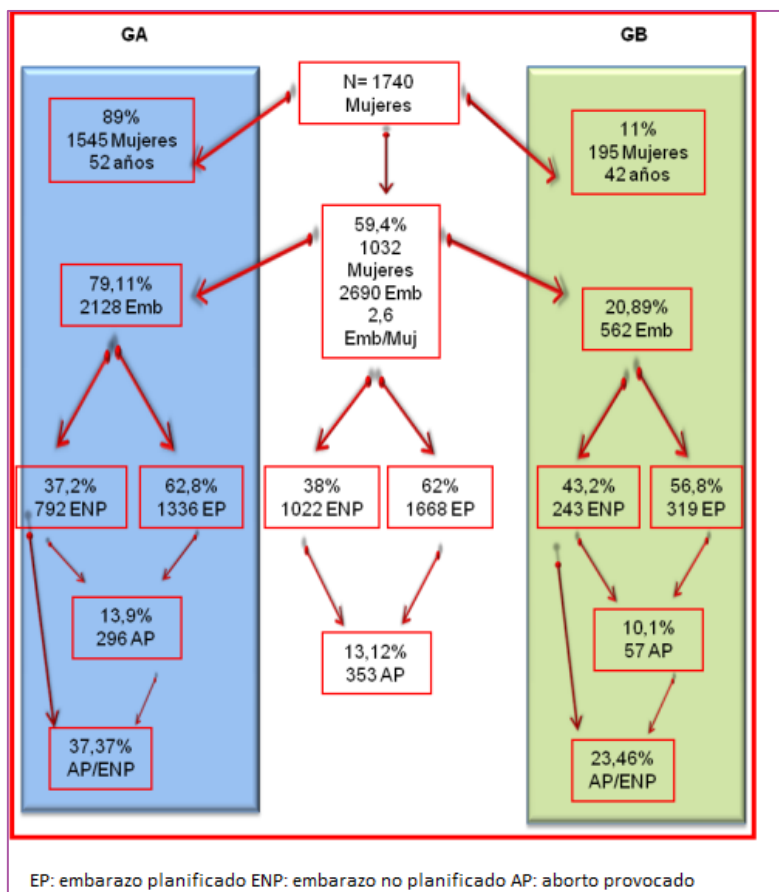 GA
GB
N= 1740
Mujeres
89%
1545 Mujeres
52 años
11%
195 Mujeres
42 años
59,4%
1032
Mujeres
2690 Emb
2,6
Emb/Muj
79,11%
2128 Emb
20,89%
562 Emb
37,2%
792 ENP
62,8%
1336 EP
38%
1022 ENP
62%
1668 EP
43,2%
243 ENP
56,8%
319 EP
13,9%
296 AP
13,12%
353 AP
10,1%
57 AP
37,37%
AP/ENP
23,46%
AP/ENP
EP: embarazo planificado ENP: embarazo no planificado AP: aborto provocado